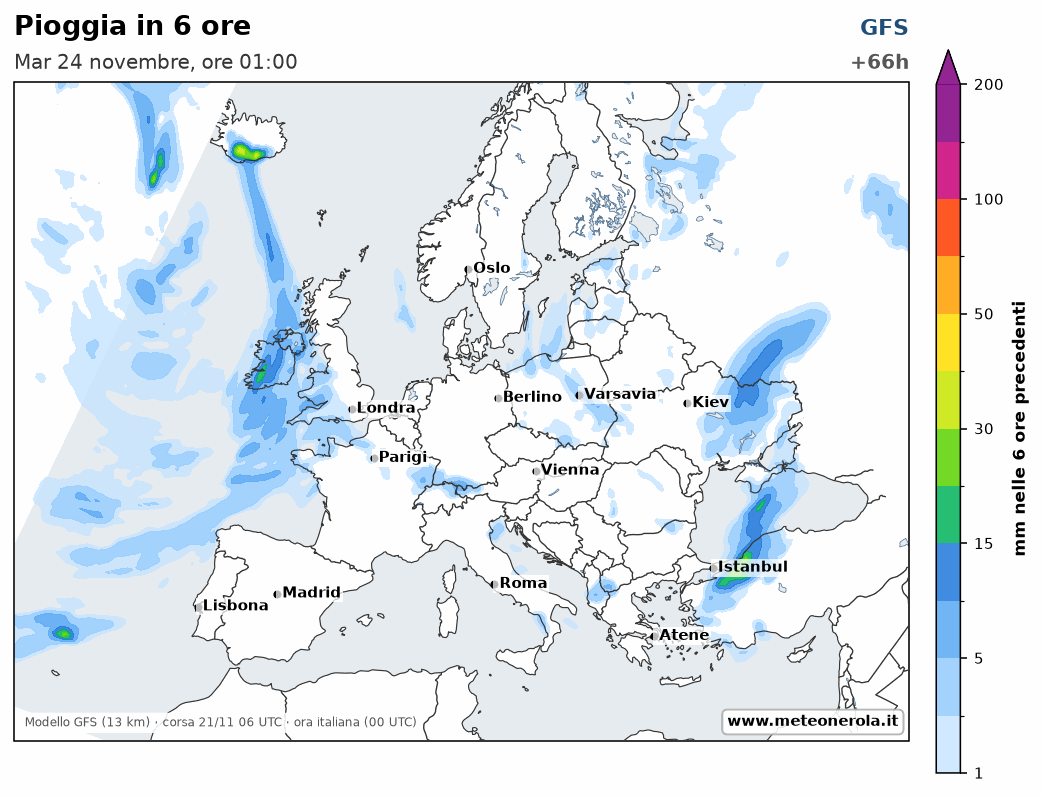 Pioggia in 6 ore
GFS
Mar 24 novembre, ore 01:00
+66h
200
100
50
30
15
5
1
mm nelle 6 ore precedenti
Oslo
Berlino
Varsavia
Kiev
Londra
Parigi
Vienna
Istanbul
Roma
Madrid
Lisbona
Atene
Modello GFS (13 km) · corsa 21/11 06 UTC · ora italiana (00 UTC)
www.meteonerola.it